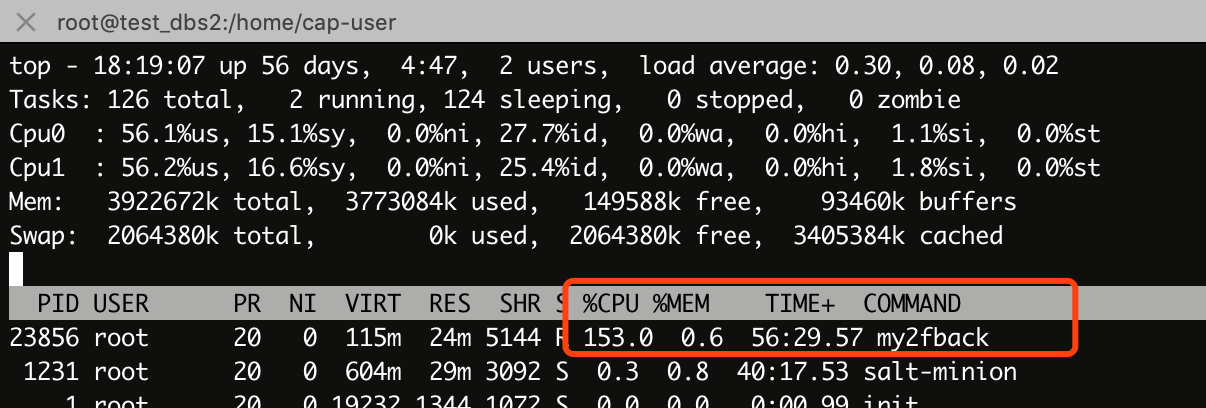 root@test_dbs2:/home/cap-user
top - 18:19:07 up 56 days,  4:47,  2 users,  load average: 0.30, 0.08, 0.02
Tasks: 126 total,   2 running, 124 sleeping,   0 stopped,   0 zombie
Cpu0  : 56.1%us, 15.1%sy,  0.0%ni, 27.7%id,  0.0%wa,  0.0%hi,  1.1%si,  0.0%st
Cpu1  : 56.2%us, 16.6%sy,  0.0%ni, 25.4%id,  0.0%wa,  0.0%hi,  1.8%si,  0.0%st
Mem:   3922672k total,  3773084k used,   149588k free,    93460k buffers
Swap:  2064380k total,        0k used,  2064380k free,  3405384k cached
PID USER      PR  NI  VIRT  RES  SHR S %CPU %MEM    TIME+  COMMAND
23856 root      20   0  115m  24m 5144 R 153.0  0.6  56:29.57 my2fback
1231 root      20   0  604m  29m 3092 S  0.3  0.8  40:17.53 salt-minion
1 root      20   0 19232 1344 1072 S  0.0  0.0   0:00.99 init